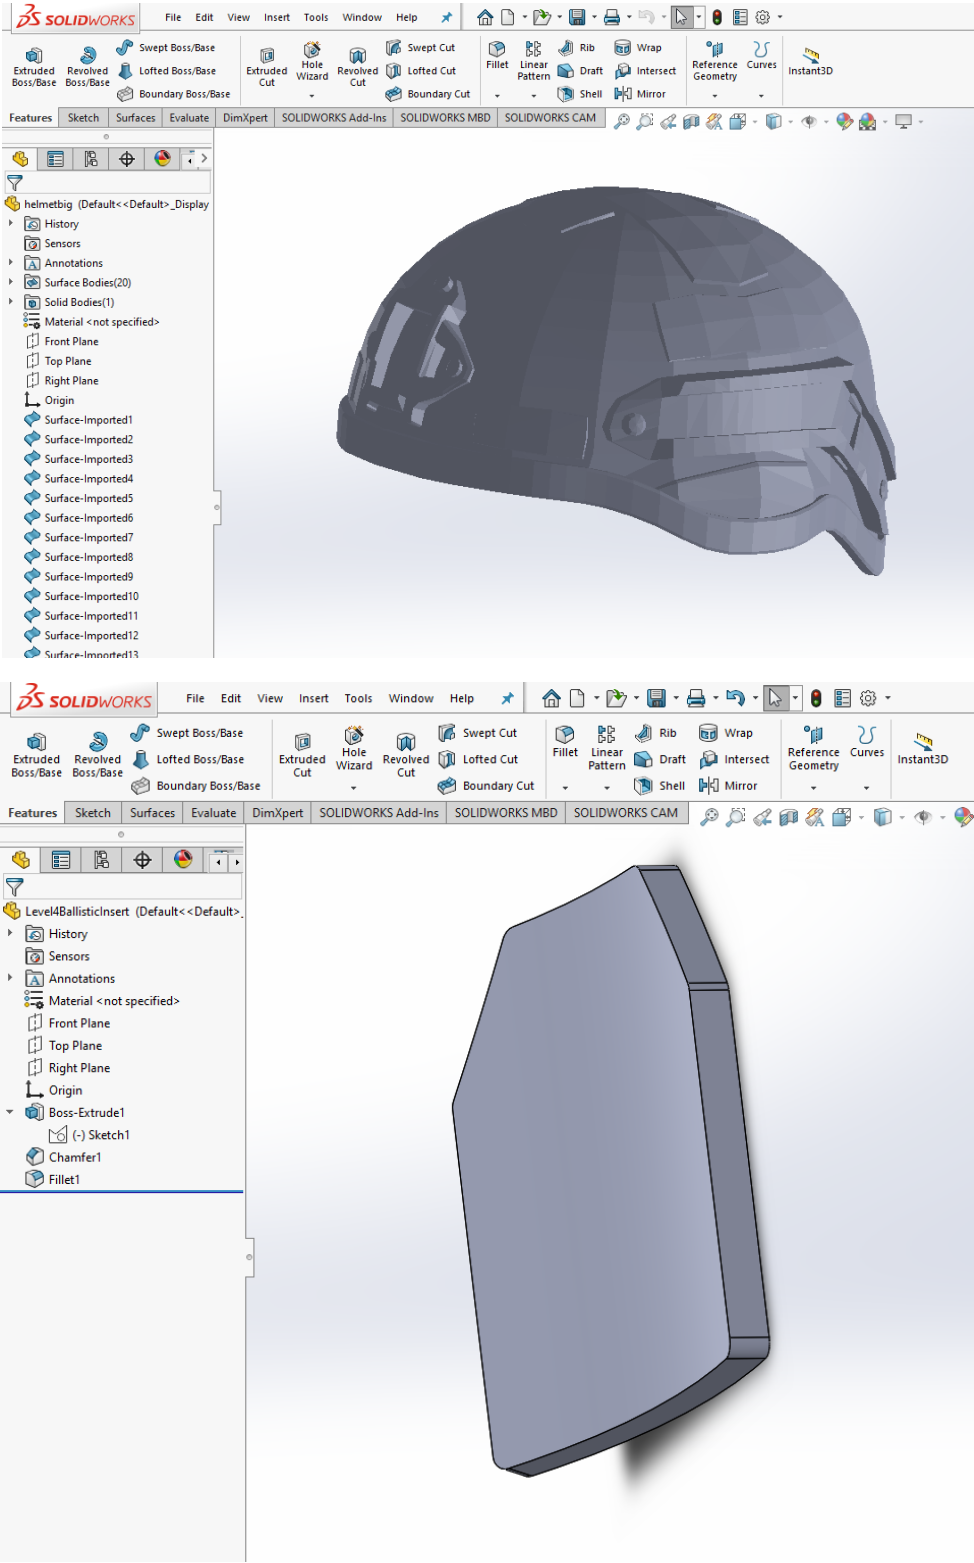 SOLIDWORKS File Edit View Insert Tools Window Help
Extruded Boss/Base
Revolved Boss/Base
Swept Boss/Base
Lofted Boss/Base
Boundary Boss/Base
Extruded Cut
Hole Wizard
Revolved Cut
Swept Cut
Lofted Cut
Boundary Cut
Fillet
Linear Pattern
Rib
Draft
Shell
Wrap
Intersect
Mirror
Reference Geometry
Curves
Instant3D
Features Sketch Surfaces Evaluate DimXpert SOLIDWORKS Add-Ins SOLIDWORKS MBD SOLIDWORKS CAM
helmetbig (Default<<Default>_Display
History
Sensors
Annotations
Surface Bodies(20)
Solid Bodies(1)
Material <not specified>
Front Plane
Top Plane
Right Plane
Origin
Surface-Imported1
Surface-Imported2
Surface-Imported3
Surface-Imported4
Surface-Imported5
Surface-Imported6
Surface-Imported7
Surface-Imported8
Surface-Imported9
Surface-Imported10
Surface-Imported11
Surface-Imported12
Surface-Imported13
SOLIDWORKS File Edit View Insert Tools Window Help
Extruded Boss/Base
Revolved Boss/Base
Swept Boss/Base
Lofted Boss/Base
Boundary Boss/Base
Extruded Cut
Hole Wizard
Revolved Cut
Swept Cut
Lofted Cut
Boundary Cut
Fillet
Linear Pattern
Rib
Draft
Shell
Wrap
Intersect
Mirror
Reference Geometry
Curves
Instant3D
Features Sketch Surfaces Evaluate DimXpert SOLIDWORKS Add-Ins SOLIDWORKS MBD SOLIDWORKS CAM
Level4BallisticInsert (Default<<Default>_
History
Sensors
Annotations
Material <not specified>
Front Plane
Top Plane
Right Plane
Origin
Boss-Extrude1
(-) Sketch1
Chamfer1
Fillet1